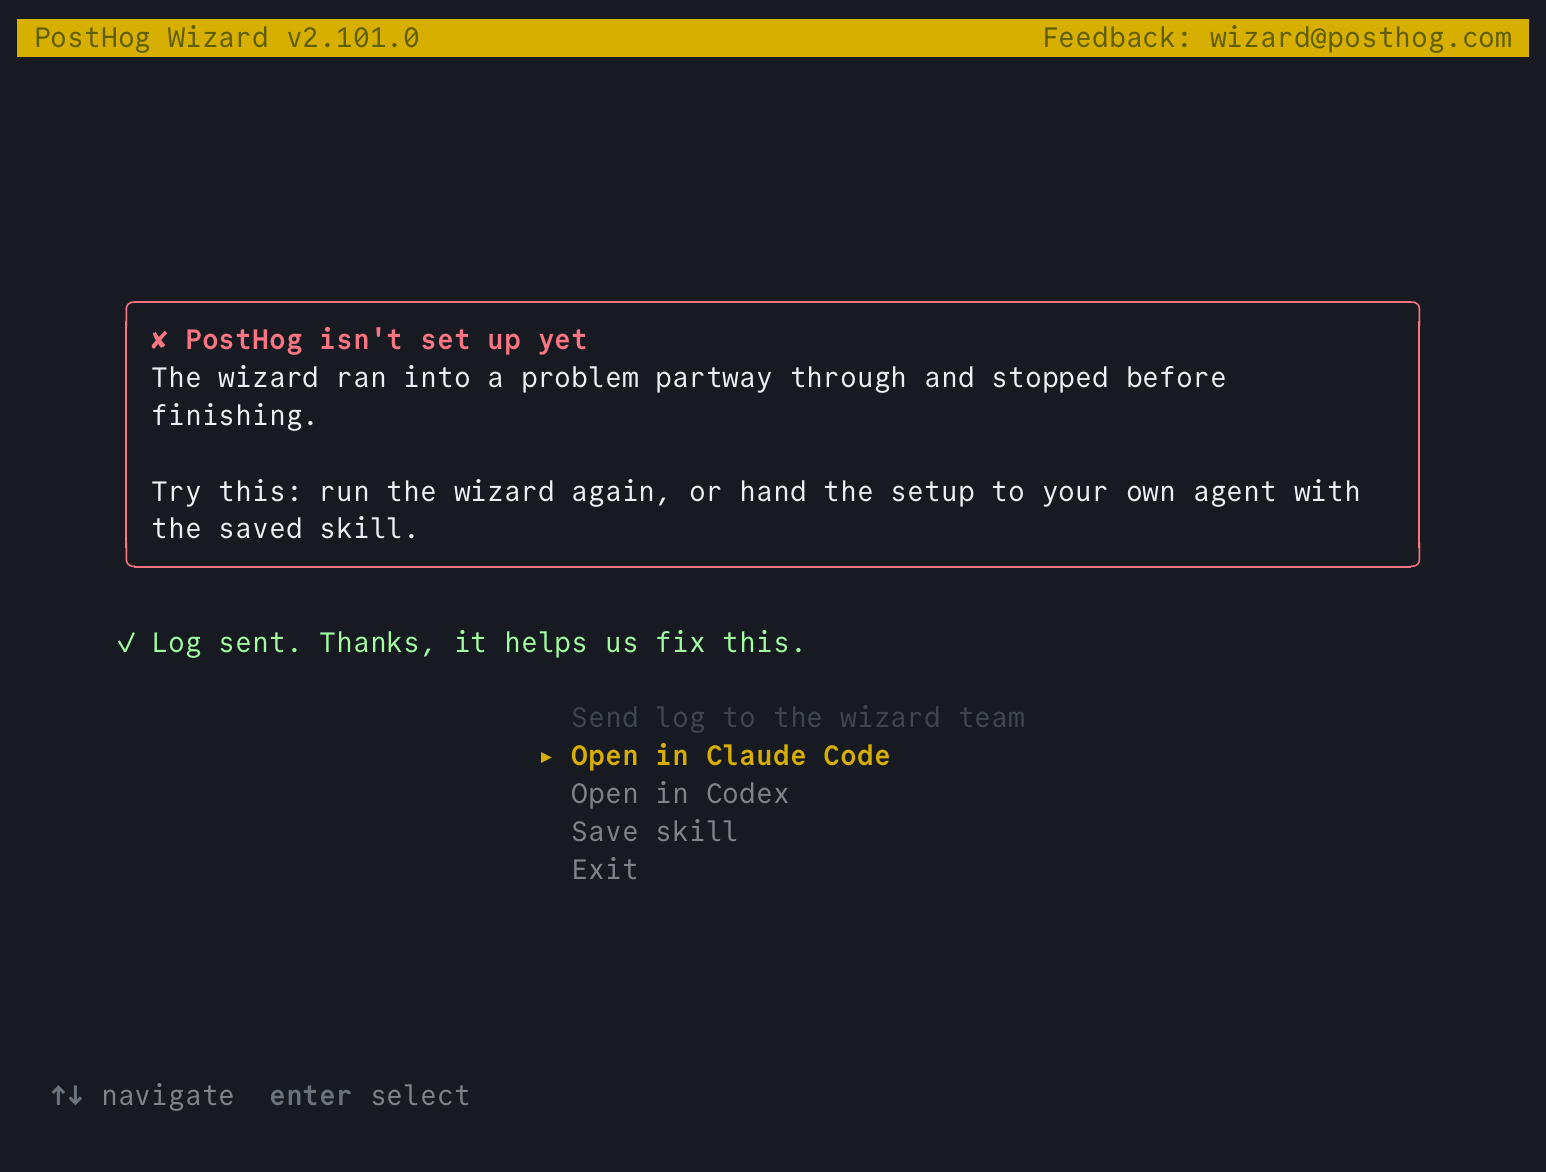 PostHog Wizard v2.101.0 Feedback: wizard@posthog.com
✘ PostHog isn't set up yet
The wizard ran into a problem partway through and stopped before
finishing.
Try this: run the wizard again, or hand the setup to your own agent with
the saved skill.
✓ Log sent. Thanks, it helps us fix this.
Send log to the wizard team
▸ Open in Claude Code
Open in Codex
Save skill
Exit
↑↓ navigate enter select